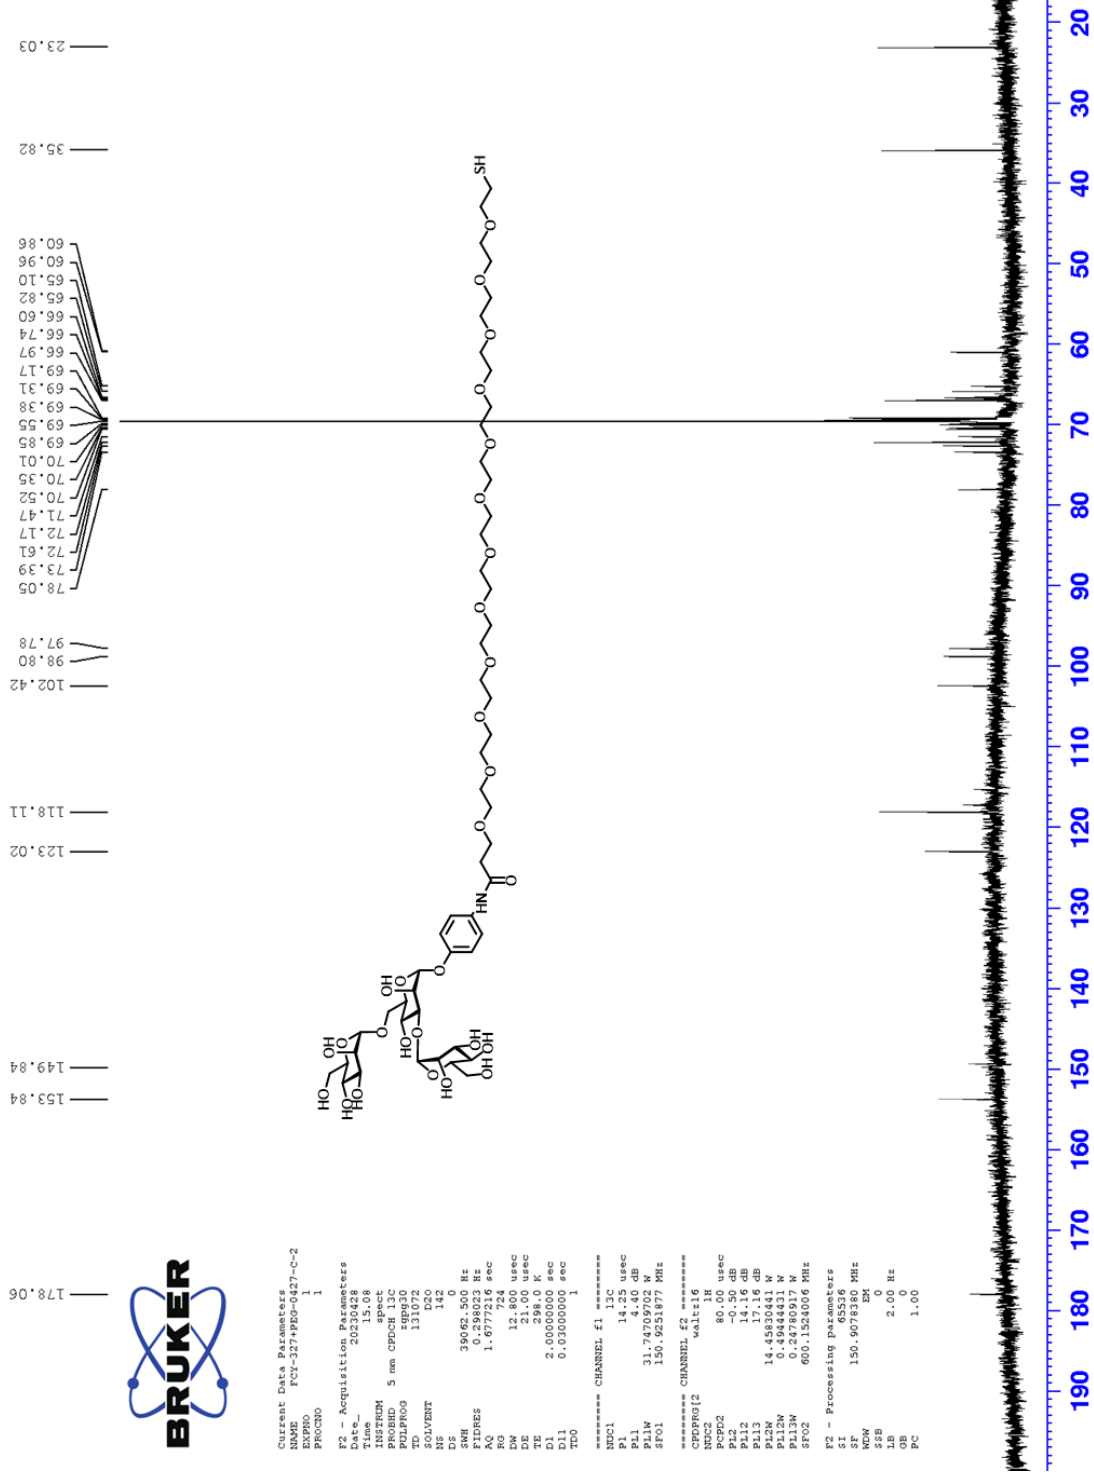 178.06
153.84
149.84
123.02
118.11
102.42
98.80
97.78
78.05
73.39
72.61
72.17
71.47
70.52
70.35
70.01
69.85
69.55
69.38
69.31
69.17
66.97
66.74
66.60
65.82
65.10
60.96
60.86
35.82
23.03
BRUKER
Current Data Parameters
NAME FCY-327+PEG-0427-C-2
EXPNO 1
PROCNO 1
F2 - Acquisition Parameters
Date_ 20230428
Time 15.08
INSTRUM spect
PROBHD 5 mm CPDCH 13C
PULPROG zgpg30
TD 131072
SOLVENT D2O
NS 142
DS 0
SWH 39062.500 Hz
FIDRES 0.298023 Hz
AQ 1.6777216 sec
RG 724
DW 12.800 usec
DE 21.00 usec
TE 298.0 K
D1 2.00000000 sec
D11 0.03000000 sec
TD0 1
======== CHANNEL f1 ========
NUC1 13C
P1 14.25 usec
PL1 4.40 dB
PL1W 31.74709702 W
SFO1 150.9251877 MHz
======== CHANNEL f2 ========
CPDPRG[2 waltz16
NUC2 1H
PCPD2 80.00 usec
PL2 -0.50 dB
PL12 14.16 dB
PL13 17.16 dB
PL2W 14.45830441 W
PL12W 0.49444431 W
PL13W 0.24780917 W
SFO2 600.1524006 MHz
F2 - Processing parameters
SI 65536
SF 150.9078380 MHz
WDW EM
SSB 0
LB 2.00 Hz
GB 0
PC 1.00
HO
OH
O
HO
HO
O
OH
O
HO
O
O
HO
O
OH
OH
OH
O
HN
O
O
O
O
O
O
O
O
O
O
O
O
O
SH
190 180 170 160 150 140 130 120 110 100 90 80 70 60 50 40 30 20